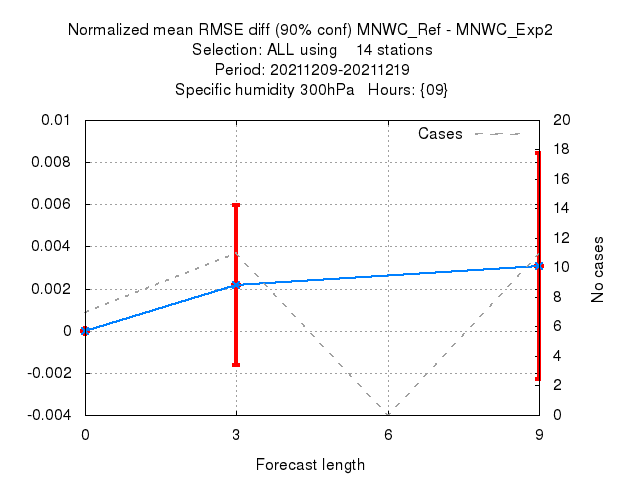 Normalized mean RMSE diff (90% conf) MNWC_Ref - MNWC_Exp2
Selection: ALL using 14 stations
Period: 20211209-20211219
Specific humidity 300hPa Hours: {09}
0.01
0.008
0.006
0.004
0.002
0
-0.002
-0.004
Cases
20
18
16
14
12
10
8
6
4
2
0
No cases
0 3 6 9
Forecast length